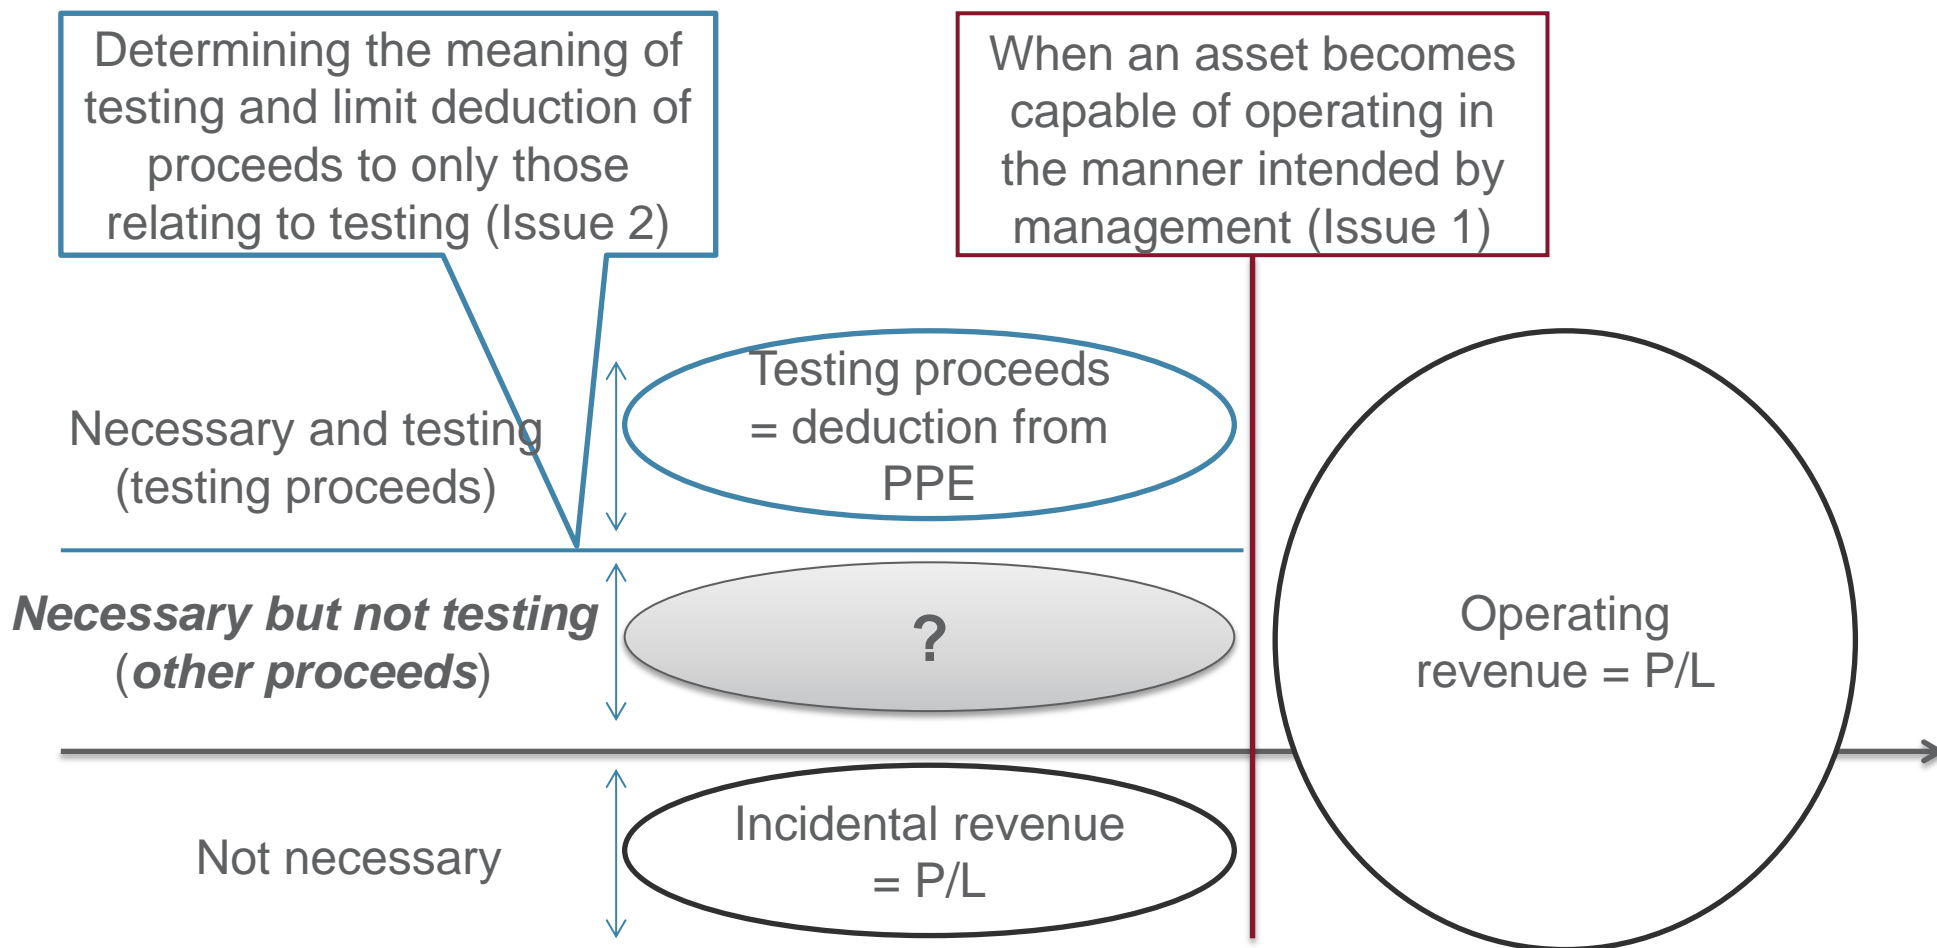 Determining the meaning of
testing and limit deduction of
proceeds to only those
relating to testing (Issue 2)
When an asset becomes
capable of operating in
the manner intended by
management (Issue 1)
Necessary and testing
(testing proceeds)
Testing proceeds
= deduction from
PPE
Necessary but not testing
(other proceeds)
?
Operating
revenue = P/L
Not necessary
Incidental revenue
= P/L